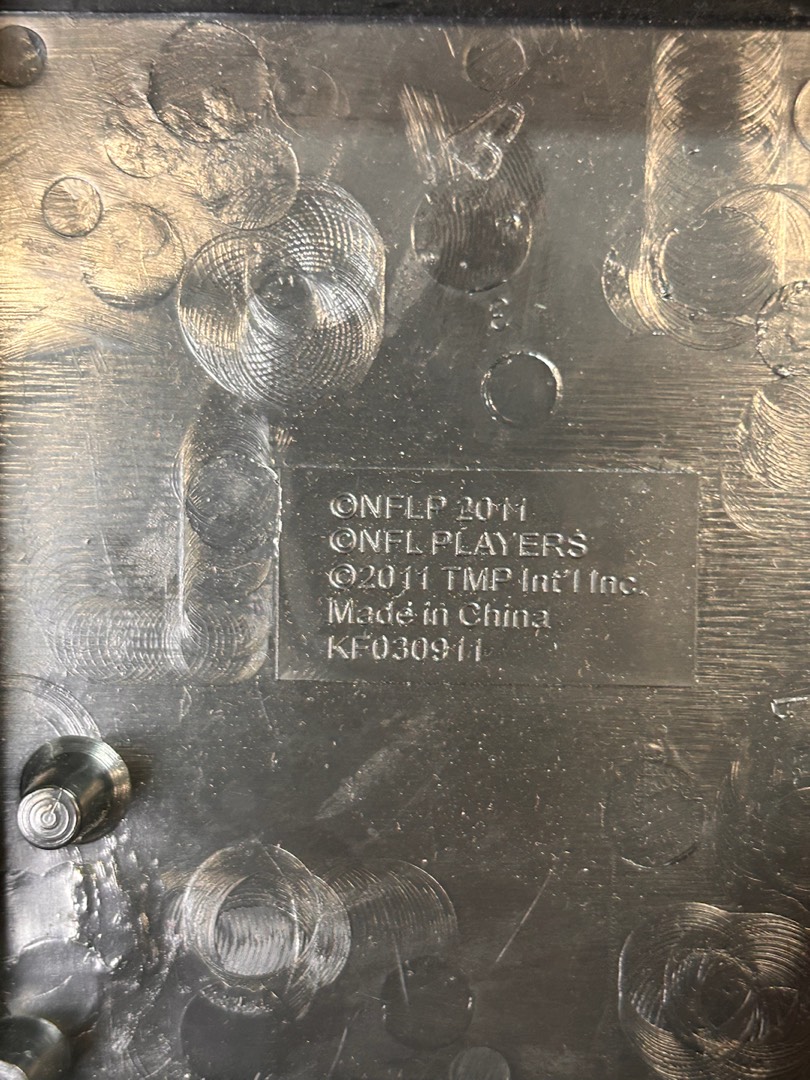 ©NFLP 2011
©NFL PLAYERS
©2011 TMP Int'l Inc.
Made in China
KF030911